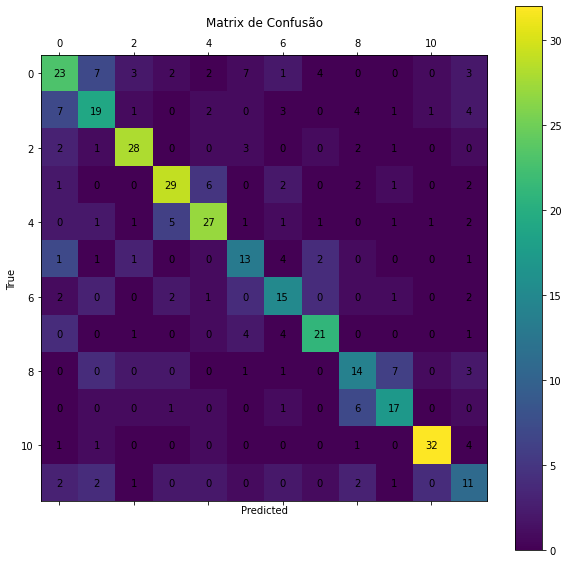 Matrix de Confusão
0 2 4 6 8 10
0 23 7 3 2 2 7 1 4 0 0 0 3
7 19 1 0 2 0 3 0 4 1 1 4
2 2 1 28 0 0 3 0 0 2 1 0 0
1 0 0 29 6 0 2 0 2 1 0 2
4 0 1 1 5 27 1 1 1 0 1 1 2
1 1 1 0 0 13 4 2 0 0 0 1
True
6 2 0 0 2 1 0 15 0 0 1 0 2
0 0 1 0 0 4 4 21 0 0 0 1
8 0 0 0 0 0 1 1 0 14 7 0 3
0 0 0 1 0 0 1 0 6 17 0 0
10 1 1 0 0 0 0 0 0 1 0 32 4
2 2 1 0 0 0 0 0 2 1 0 11
Predicted
30
25
20
15
10
5
0